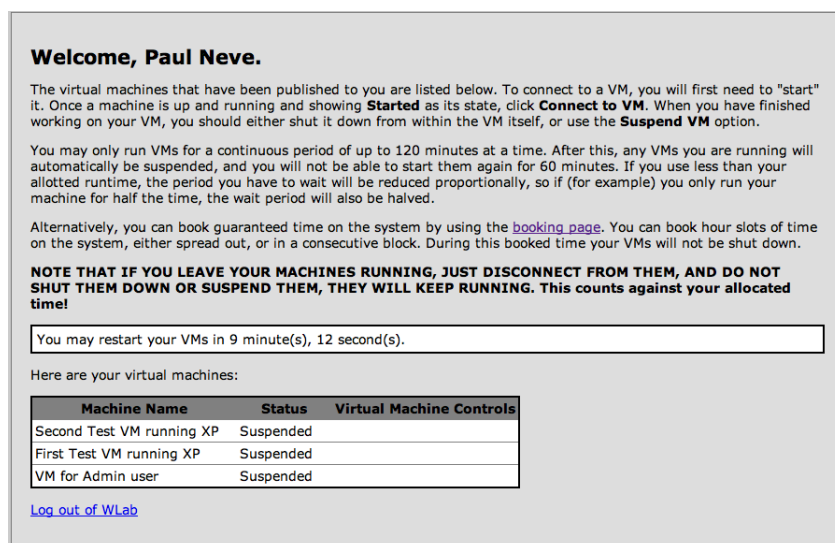 Welcome, Paul Neve.
The virtual machines that have been published to you are listed below. To connect to a VM, you will first need to "start"
it. Once a machine is up and running and showing Started as its state, click Connect to VM. When you have finished
working on your VM, you should either shut it down from within the VM itself, or use the Suspend VM option.
You may only run VMs for a continuous period of up to 120 minutes at a time. After this, any VMs you are running will
automatically be suspended, and you will not be able to start them again for 60 minutes. If you use less than your
allotted runtime, the period you have to wait will be reduced proportionally, so if (for example) you only run your
machine for half the time, the wait period will also be halved.
Alternatively, you can book guaranteed time on the system by using the booking page. You can book hour slots of time
on the system, either spread out, or in a consecutive block. During this booked time your VMs will not be shut down.
NOTE THAT IF YOU LEAVE YOUR MACHINES RUNNING, JUST DISCONNECT FROM THEM, AND DO NOT
SHUT THEM DOWN OR SUSPEND THEM, THEY WILL KEEP RUNNING. This counts against your allocated
time!
You may restart your VMs in 9 minute(s), 12 second(s).
Here are your virtual machines:
Machine Name Status Virtual Machine Controls
Second Test VM running XP Suspended
First Test VM running XP Suspended
VM for Admin user Suspended
Log out of WLab